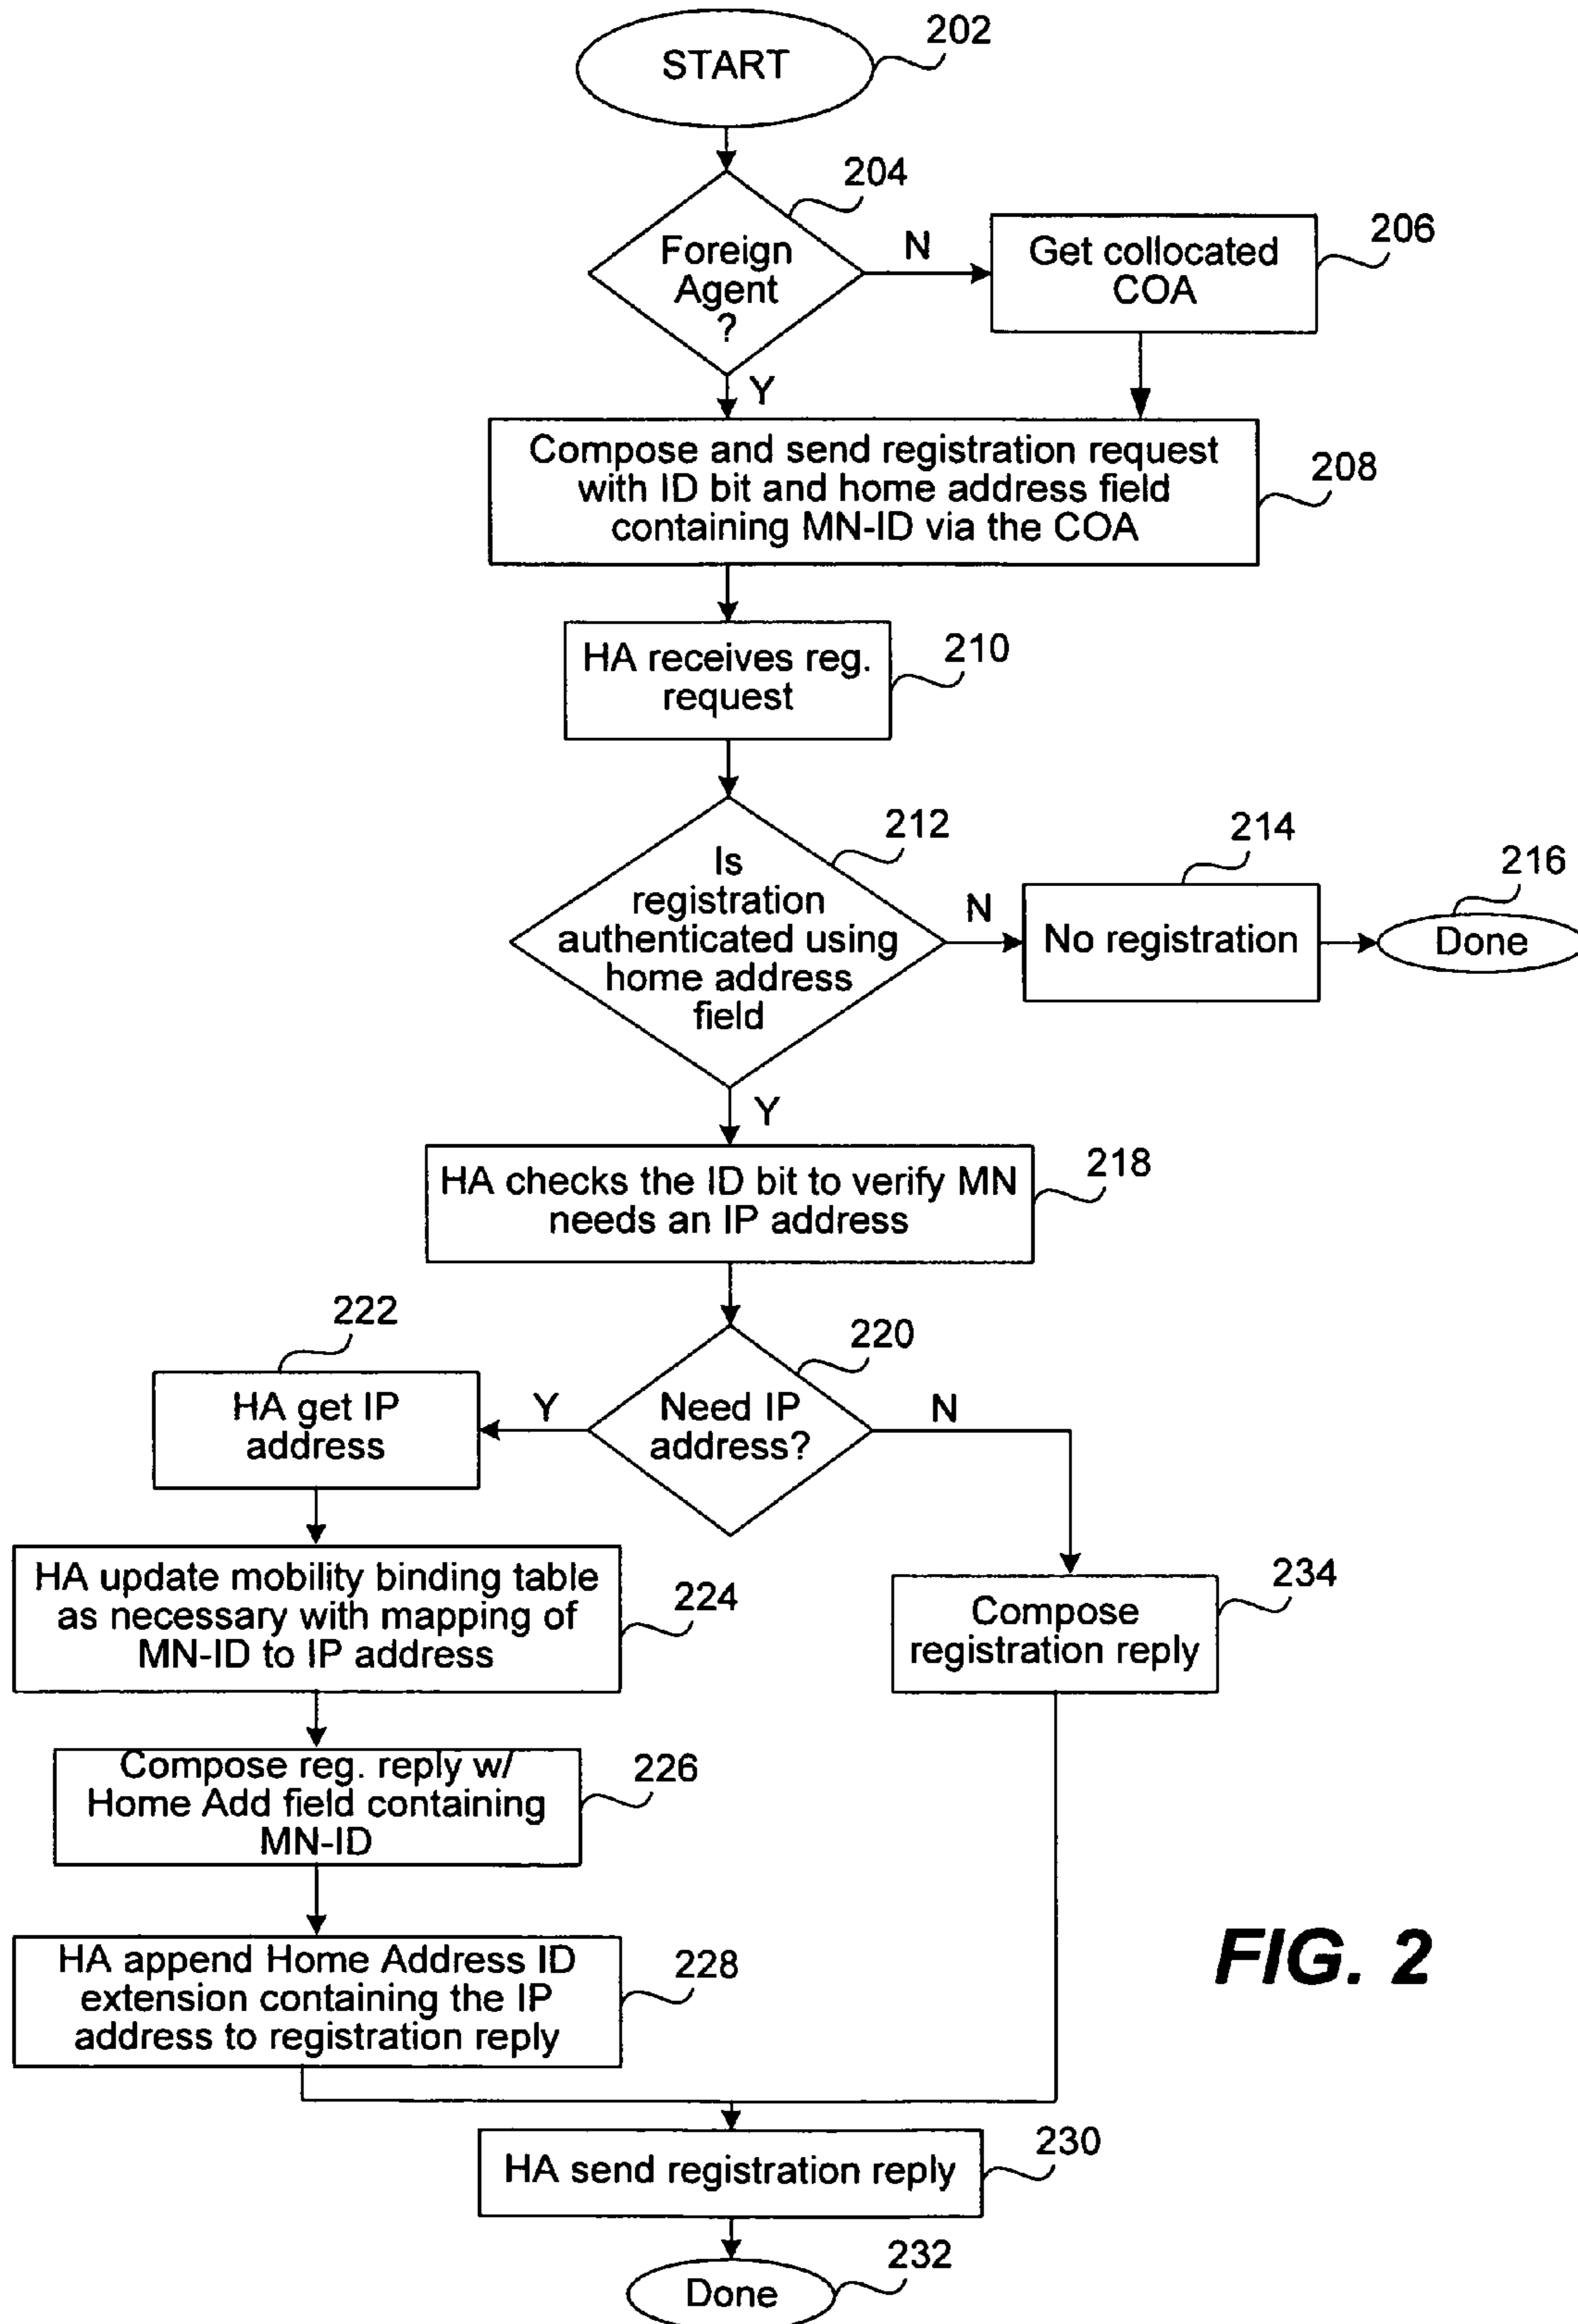 START
202
204
Foreign
Agent
?
N
Get collocated
COA
206
Y
Compose and send registration request
with ID bit and home address field
containing MN-ID via the COA
208
HA receives reg.
request
210
212
Is
registration
authenticated using
home address
field
N
214
No registration
216
Done
Y
HA checks the ID bit to verify MN
needs an IP address
218
222
220
HA get IP
address
Y
Need IP
address?
N
HA update mobility binding table
as necessary with mapping of
MN-ID to IP address
224
234
Compose
registration reply
Compose reg. reply w/
Home Add field containing
MN-ID
226
HA append Home Address ID
extension containing the IP
address to registration reply
228
FIG. 2
HA send registration reply
230
Done
232